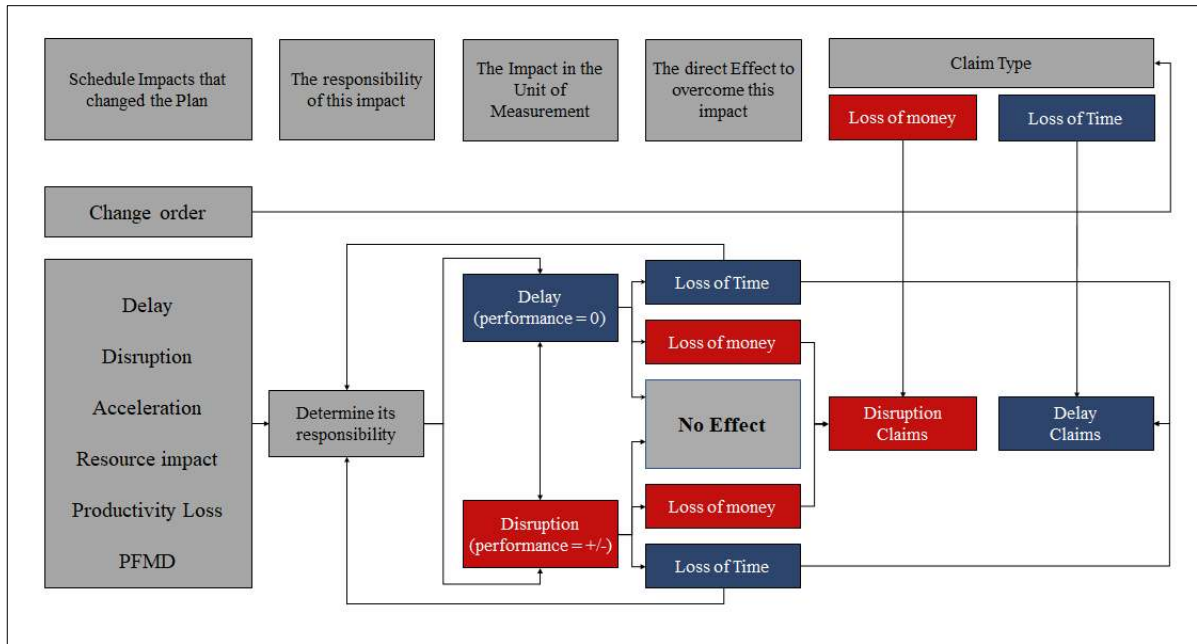 Schedule Impacts that
changed the Plan
The responsibility
of this impact
The Impact in the
Unit of
Measurement
The direct Effect to
overcome this
impact
Claim Type
Loss of money
Loss of Time
Change order
Delay
Disruption
Acceleration
Resource impact
Productivity Loss
PFMD
Determine its
responsibility
Delay
(performance = 0)
Disruption
(performance = +/-)
Loss of Time
Loss of money
No Effect
Loss of money
Loss of Time
Disruption
Claims
Delay
Claims